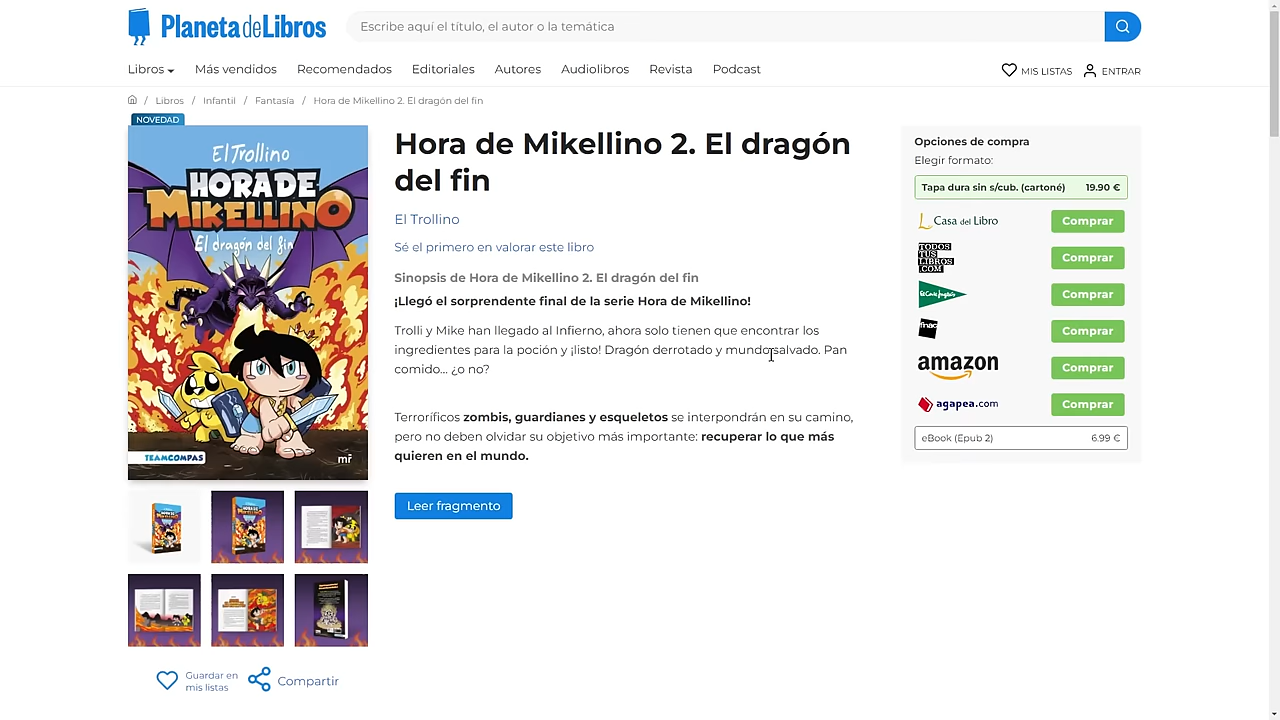 Planeta de Libros
Escribe aquí el título, el autor o la temática
Libros
Más vendidos
Recomendados
Editoriales
Autores
Audiolibros
Revista
Podcast
MIS LISTAS
ENTRAR
/ Libros / Infantil / Fantasía / Hora de Mikellino 2. El dragón del fin
NOVEDAD
El Trollino
HORA DE
MIKELLINO
El dragón del fin
TEAMCOMPAS
mr
Guardar en
mis listas
Compartir
Hora de Mikellino 2. El dragón
del fin
El Trollino
Sé el primero en valorar este libro
Sinopsis de Hora de Mikellino 2. El dragón del fin
¡Llegó el sorprendente final de la serie Hora de Mikellino!
Trolli y Mike han llegado al Infierno, ahora solo tienen que encontrar los
ingredientes para la poción y ¡listo! Dragón derrotado y mundo salvado. Pan
comido... ¿o no?
Terroríficos zombis, guardianes y esqueletos se interpondrán en su camino,
pero no deben olvidar su objetivo más importante: recuperar lo que más
quieren en el mundo.
Leer fragmento
Opciones de compra
Elegir formato:
Tapa dura sin s/cub. (cartoné) 19.90 €
Casa del Libro
Comprar
TODOS
TUS
LIBROS
.COM
Comprar
El Corte Inglés
Comprar
fnac
Comprar
amazon
Comprar
agapea.com
Comprar
eBook (Epub 2) 6.99 €